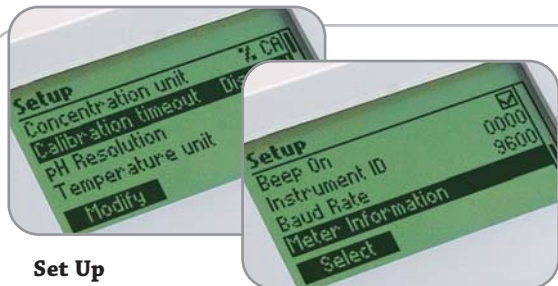 Setup
Concentration unit % CA
Calibration timeout
pH Resolution
Temperature unit
Modify
Setup
Beep On
Instrument ID 0000
Baud Rate 9600
Meter Information
Select
Set Up